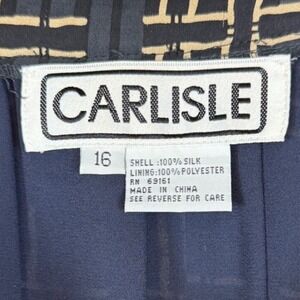 CARLISLE
16
SHELL :100% SILK
LINING:100% POLYESTER
RN 69161
MADE IN CHINA
SEE REVERSE FOR CARE